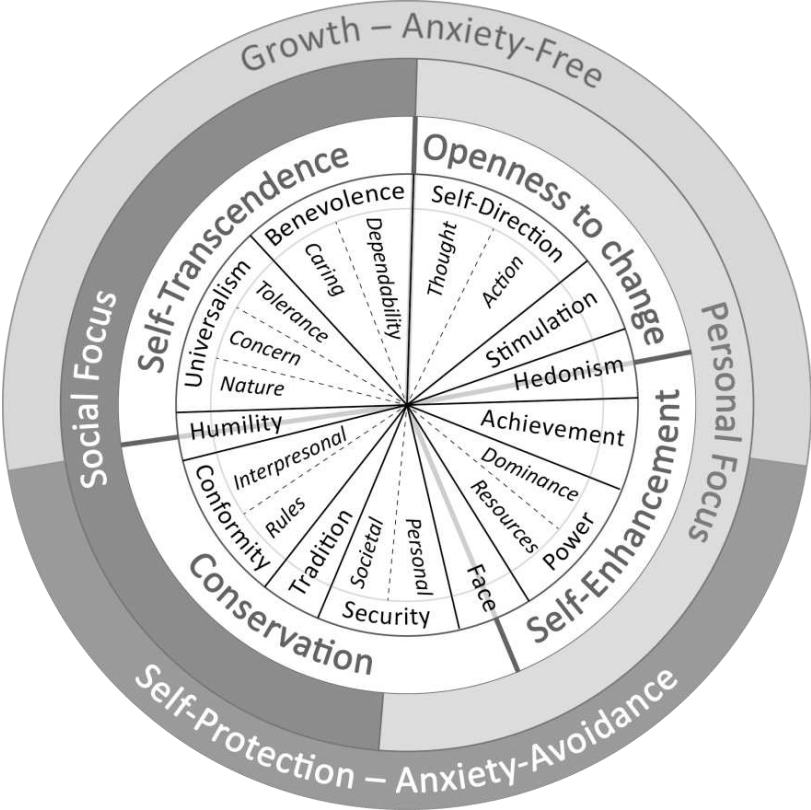 Growth – Anxiety-Free
Social Focus
Personal Focus
Self-Protection – Anxiety-Avoidance
Self-Transcendence
Openness to change
Self-Enhancement
Conservation
Benevolence
Caring
Dependability
Self-Direction
Thought
Action
Stimulation
Hedonism
Achievement
Power
Dominance
Resources
Face
Security
Personal
Societal
Tradition
Conformity
Rules
Interpresonal
Humility
Universalism
Nature
Concern
Tolerance